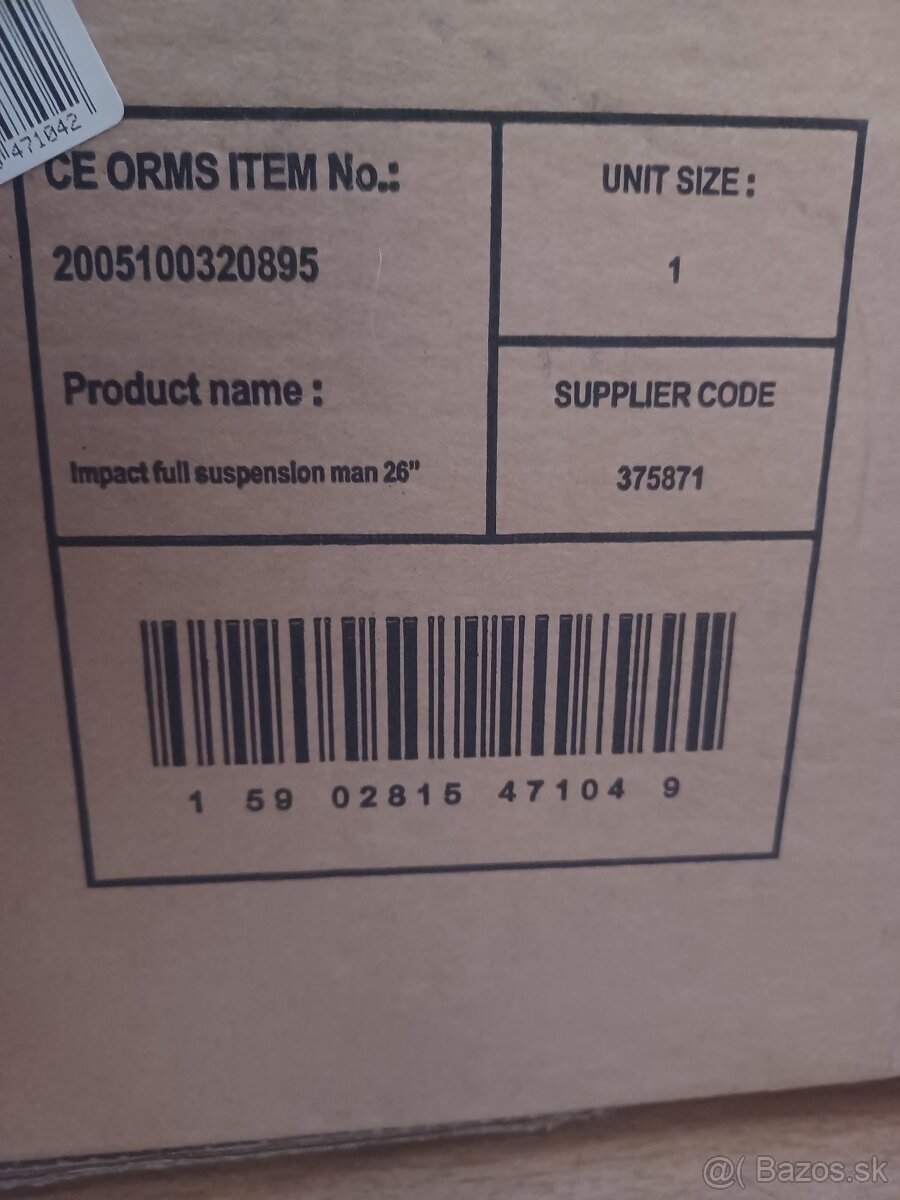 471042
CE ORMS ITEM No.:
2005100320895
Product name :
Impact full suspension man 26”
UNIT SIZE :
1
SUPPLIER CODE
375871
1 59 02815 47104 9
@( Bazos.sk